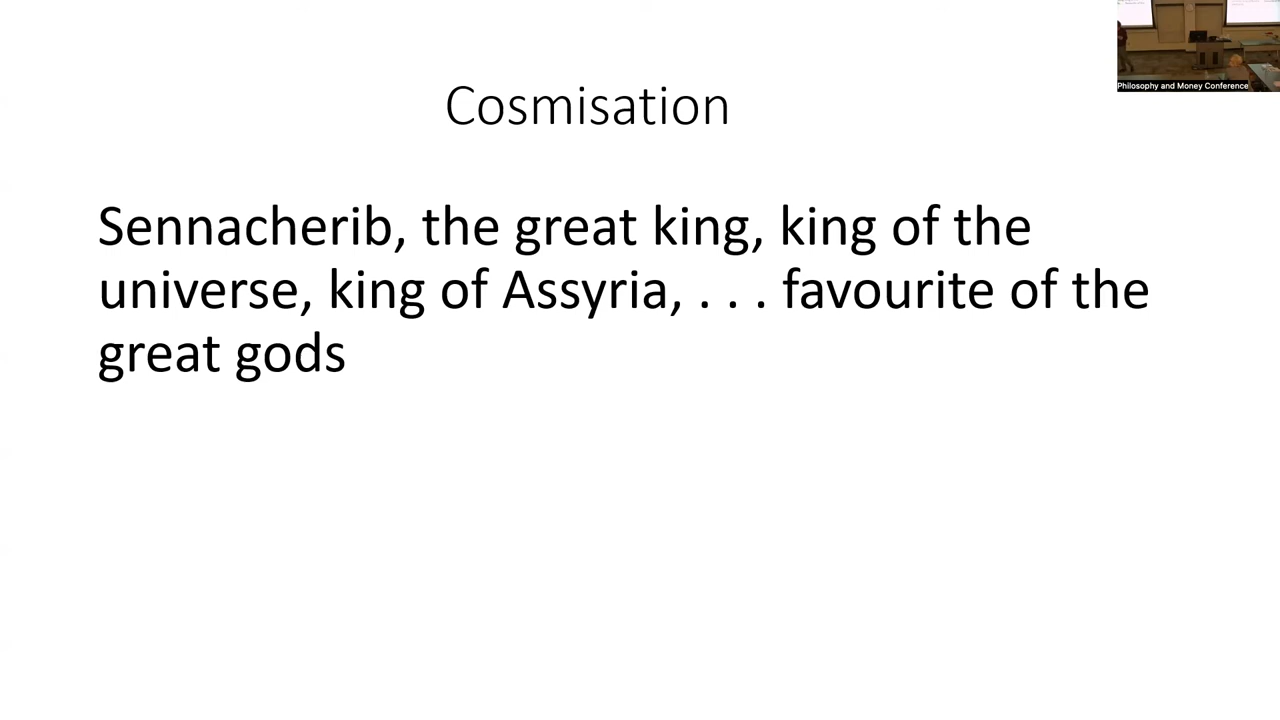 Philosophy and Money Conference
Cosmisation
Sennacherib, the great king, king of the
universe, king of Assyria, . . . favourite of the
great gods